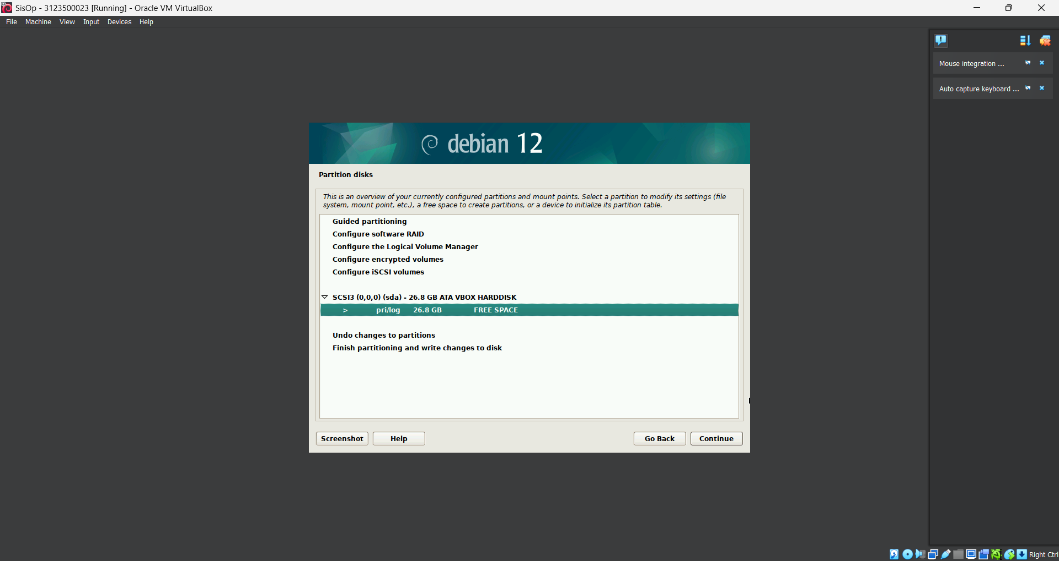 SisOp - 3123500023 [Running] - Oracle VM VirtualBox
File Machine View Input Devices Help
Mouse integration ...
Auto capture keyboard ...
debian 12
Partition disks
This is an overview of your currently configured partitions and mount points. Select a partition to modify its settings (file
system, mount point, etc.), a free space to create partitions, or a device to initialize its partition table.
Guided partitioning
Configure software RAID
Configure the Logical Volume Manager
Configure encrypted volumes
Configure iSCSI volumes
SCSI3 (0,0,0) (sda) - 26.8 GB ATA VBOX HARDDISK
> pri/log 26.8 GB FREE SPACE
Undo changes to partitions
Finish partitioning and write changes to disk
Screenshot Help Go Back Continue
Right Ctrl